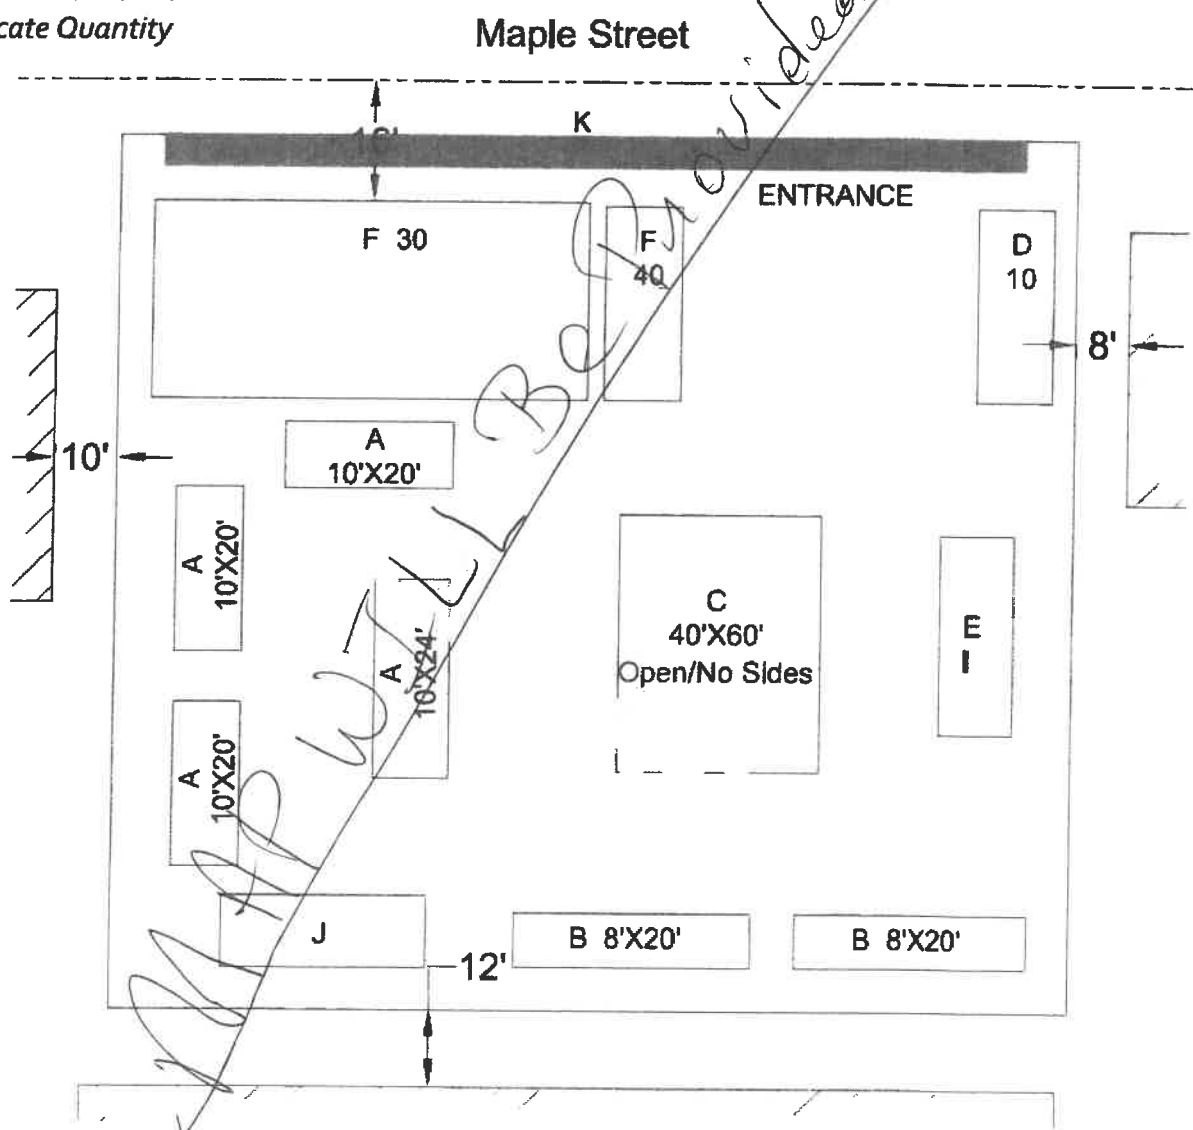 cate Quantity
Maple Street
K
ENTRANCE
F 30
F
40
D
10
8'
10'
A
10'X20'
A
10'X20'
A
10'X24'
A
10'X20'
C
40'X60'
Open/No Sides
E
I
J
B 8'X20'
B 8'X20'
12'
MAP WILL BE Provided